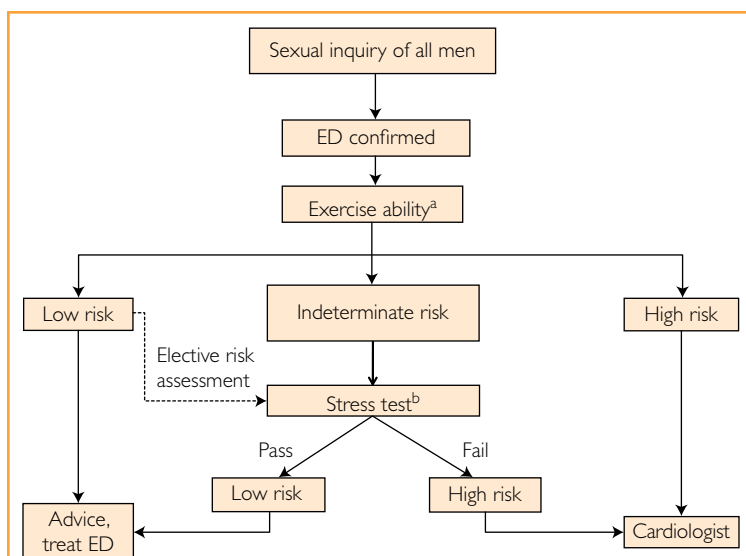 Sexual inquiry of all men
ED confirmed
Exercise abilityᵃ
Low risk
Indeterminate risk
High risk
Elective risk
assessment
Stress testᵇ
Pass
Fail
Low risk
High risk
Advice,
treat ED
Cardiologist